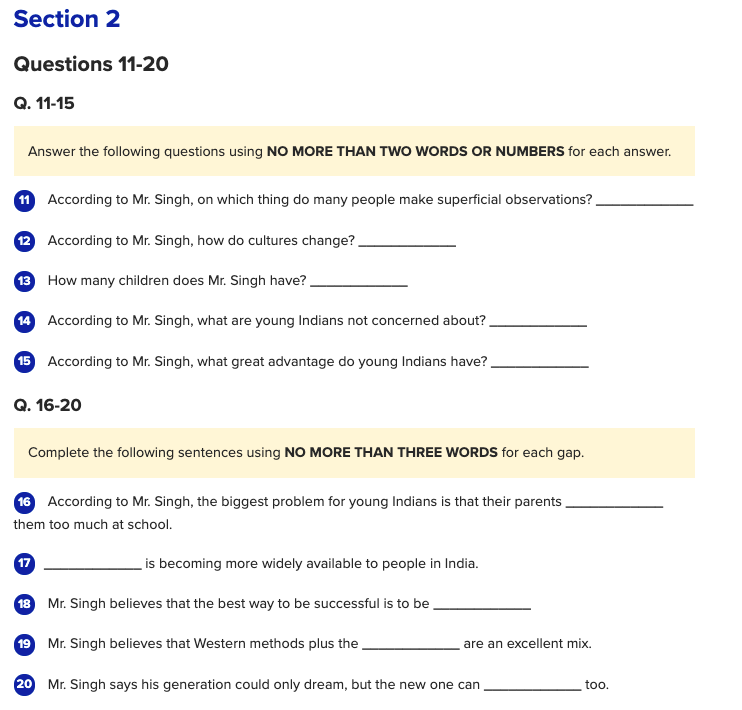 Section 2
Questions 11-20
Q. 11-15
Answer the following questions using NO MORE THAN TWO WORDS OR NUMBERS for each answer.
11 According to Mr. Singh, on which thing do many people make superficial observations? ____________
12 According to Mr. Singh, how do cultures change? ____________
13 How many children does Mr. Singh have? ____________
14 According to Mr. Singh, what are young Indians not concerned about? ____________
15 According to Mr. Singh, what great advantage do young Indians have? ____________
Q. 16-20
Complete the following sentences using NO MORE THAN THREE WORDS for each gap.
16 According to Mr. Singh, the biggest problem for young Indians is that their parents ____________
them too much at school.
17 ____________ is becoming more widely available to people in India.
18 Mr. Singh believes that the best way to be successful is to be ____________
19 Mr. Singh believes that Western methods plus the ____________ are an excellent mix.
20 Mr. Singh says his generation could only dream, but the new one can ____________ too.